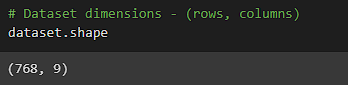 # Dataset dimensions - (rows, columns)
dataset.shape
(768, 9)